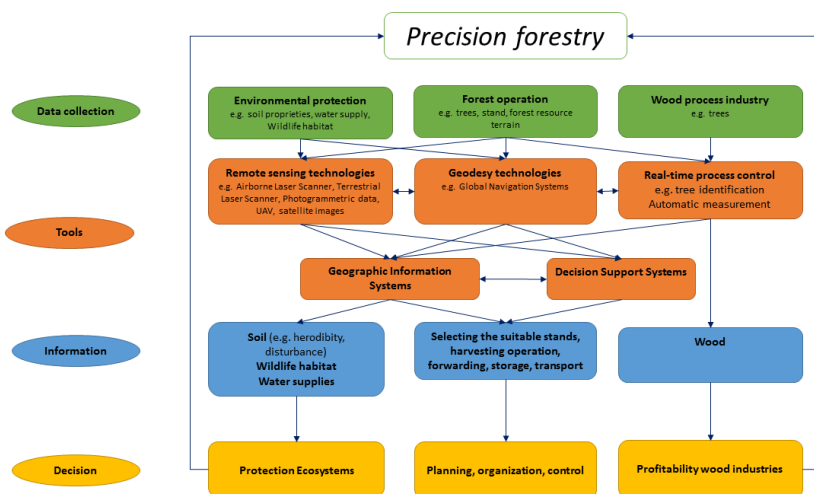 Precision forestry
Data collection
Environmental protection
e.g. soil proprieties, water supply,
Wildlife habitat
Forest operation
e.g. trees, stand, forest resource
terrain
Wood process industry
e.g. trees
Remote sensing technologies
e.g. Airborne Laser Scanner, Terrestrial
Laser Scanner, Photogrammetric data,
UAV, satellite images
Geodesy technologies
e.g. Global Navigation Systems
Real-time process control
e.g. tree identification
Automatic measurement
Tools
Geographic Information
Systems
Decision Support Systems
Information
Soil (e.g. herodibity,
disturbance)
Wildlife habitat
Water supplies
Selecting the suitable stands,
harvesting operation,
forwarding, storage, transport
Wood
Decision
Protection Ecosystems
Planning, organization, control
Profitability wood industries